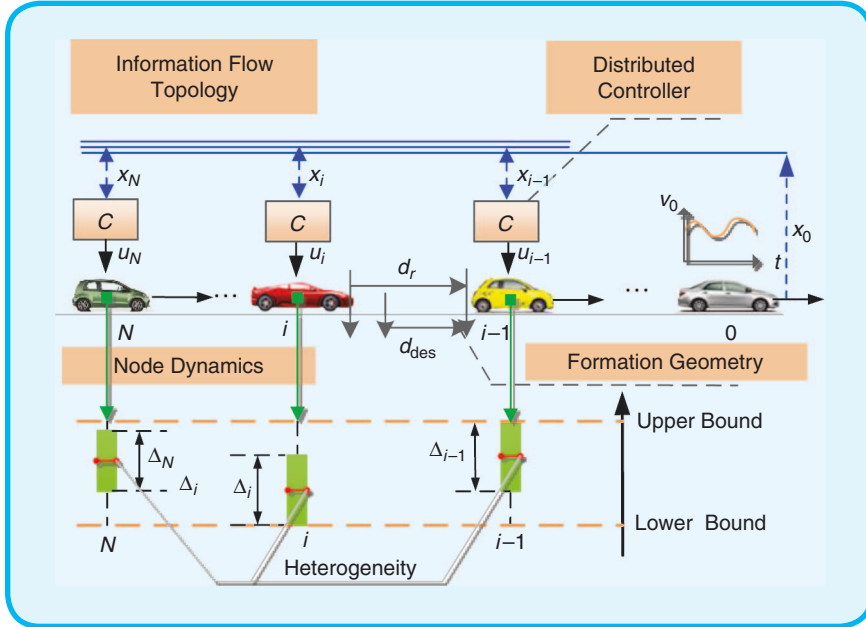 Information Flow
Topology
Distributed
Controller
x_N
x_i
x_{i–1}
C
C
C
v_0
x_0
u_N
u_i
u_{i–1}
t
d_r
...
...
N
i
i–1
0
d_des
Node Dynamics
Formation Geometry
Upper Bound
Δ_N
Δ_i
Δ_i
Δ_{i–1}
Lower Bound
N
i
i–1
Heterogeneity